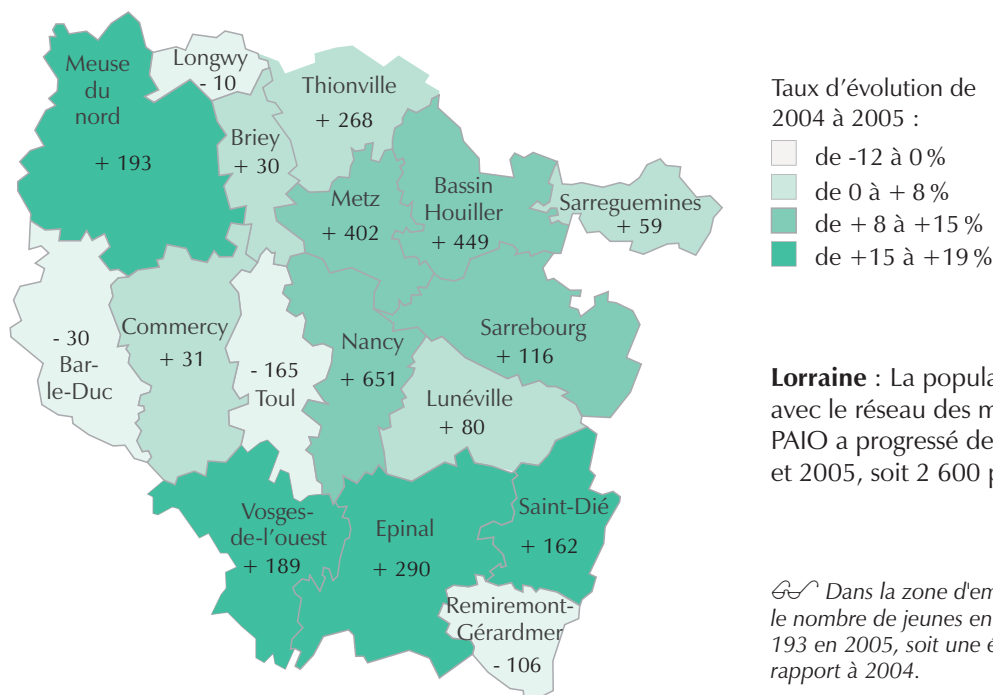 Meuse
du
nord
+ 193
Longwy
- 10
Thionville
+ 268
Briey
+ 30
Metz
+ 402
Bassin
Houiller
+ 449
Sarreguemines
+ 59
- 30
Bar-
le-Duc
Commercy
+ 31
- 165
Toul
Nancy
+ 651
Sarrebourg
+ 116
Lunéville
+ 80
Vosges-
de-l'ouest
+ 189
Epinal
+ 290
Saint-Dié
+ 162
Remiremont-
Gérardmer
- 106
Taux d'évolution de
2004 à 2005 :
de -12 à 0 %
de 0 à + 8 %
de + 8 à +15 %
de +15 à +19 %
Lorraine : La popula
avec le réseau des m
PAIO a progressé de
et 2005, soit 2 600 p
Dans la zone d'em
le nombre de jeunes en
193 en 2005, soit une é
rapport à 2004.